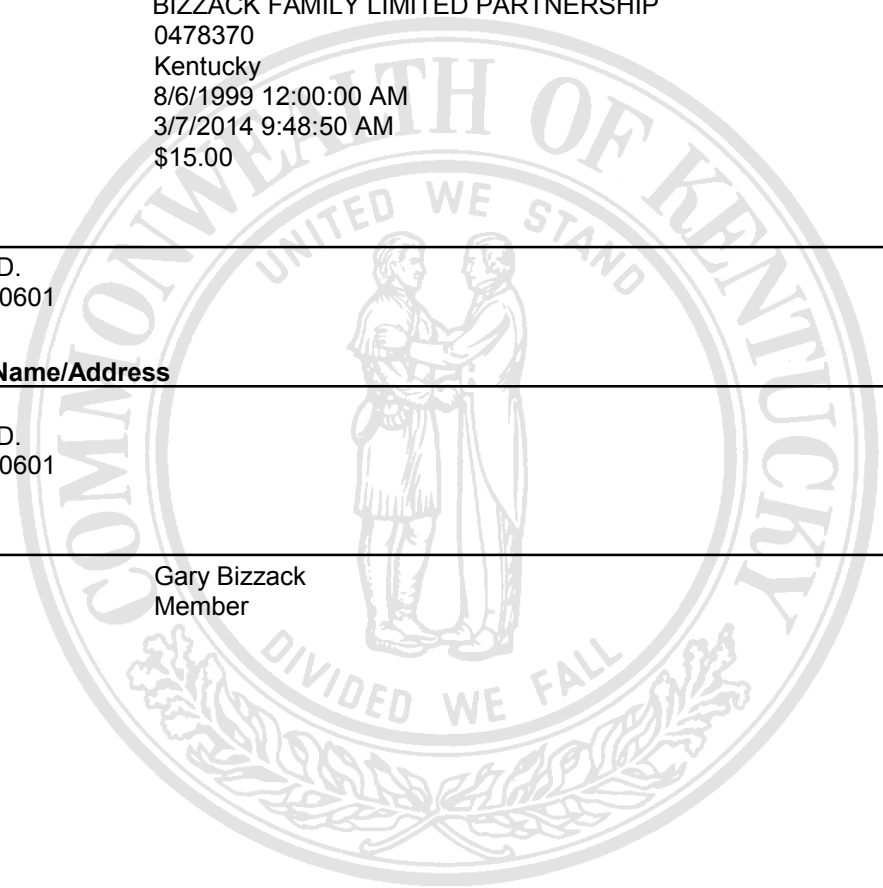 BIZZACK FAMILY LIMITED PARTNERSHIP
0478370
Kentucky
8/6/1999 12:00:00 AM
3/7/2014 9:48:50 AM
$15.00
D.
0601
Name/Address
D.
0601
Gary Bizzack
Member
COMMONWEALTH OF KENTUCKY
UNITED WE STAND
DIVIDED WE FALL